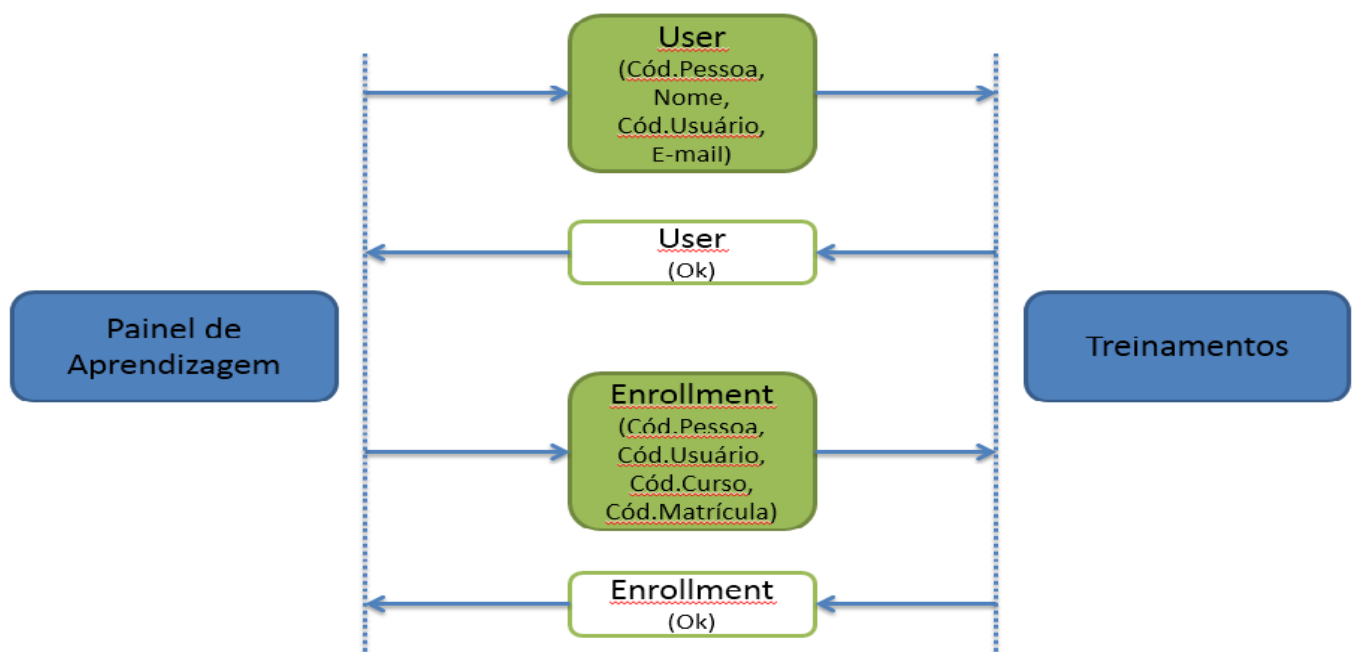 User
(Cód.Pessoa,
Nome,
Cód.Usuário,
E-mail)
User
(Ok)
Painel de
Aprendizagem
Treinamentos
Enrollment
(Cód.Pessoa,
Cód.Usuário,
Cód.Curso,
Cód.Matrícula)
Enrollment
(Ok)